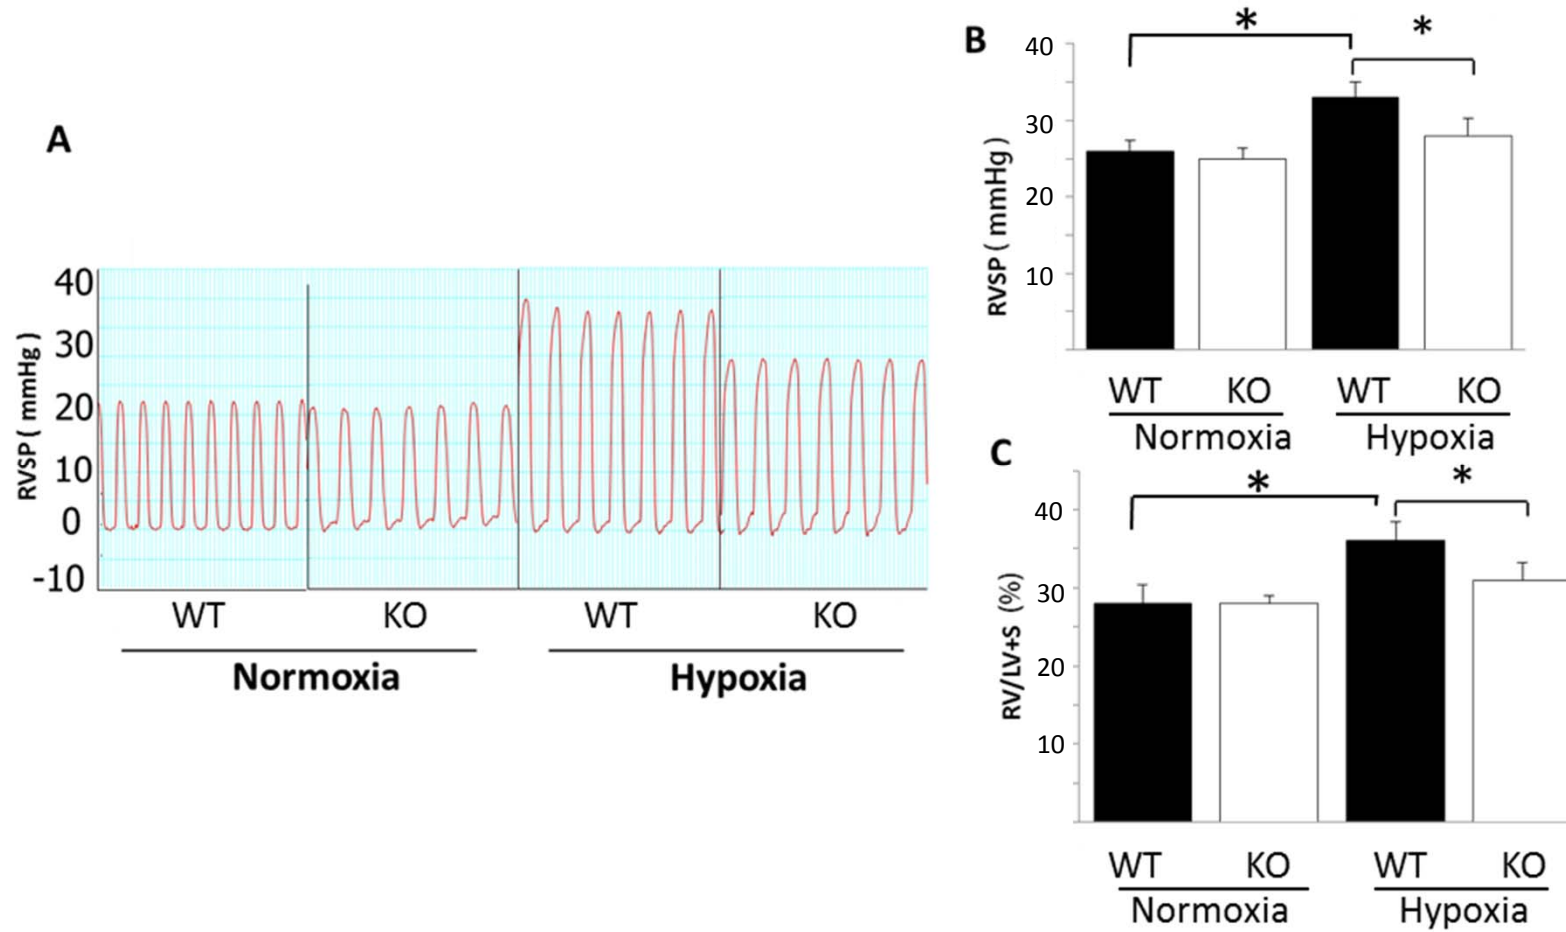 A
RVSP ( mmHg )
40
30
20
10
0
-10
WT KO WT KO
Normoxia Hypoxia
B
* *
RVSP ( mmHg )
40
30
20
10
WT KO WT KO
Normoxia Hypoxia
C
* *
RV/LV+S (%)
40
30
20
10
WT KO WT KO
Normoxia Hypoxia